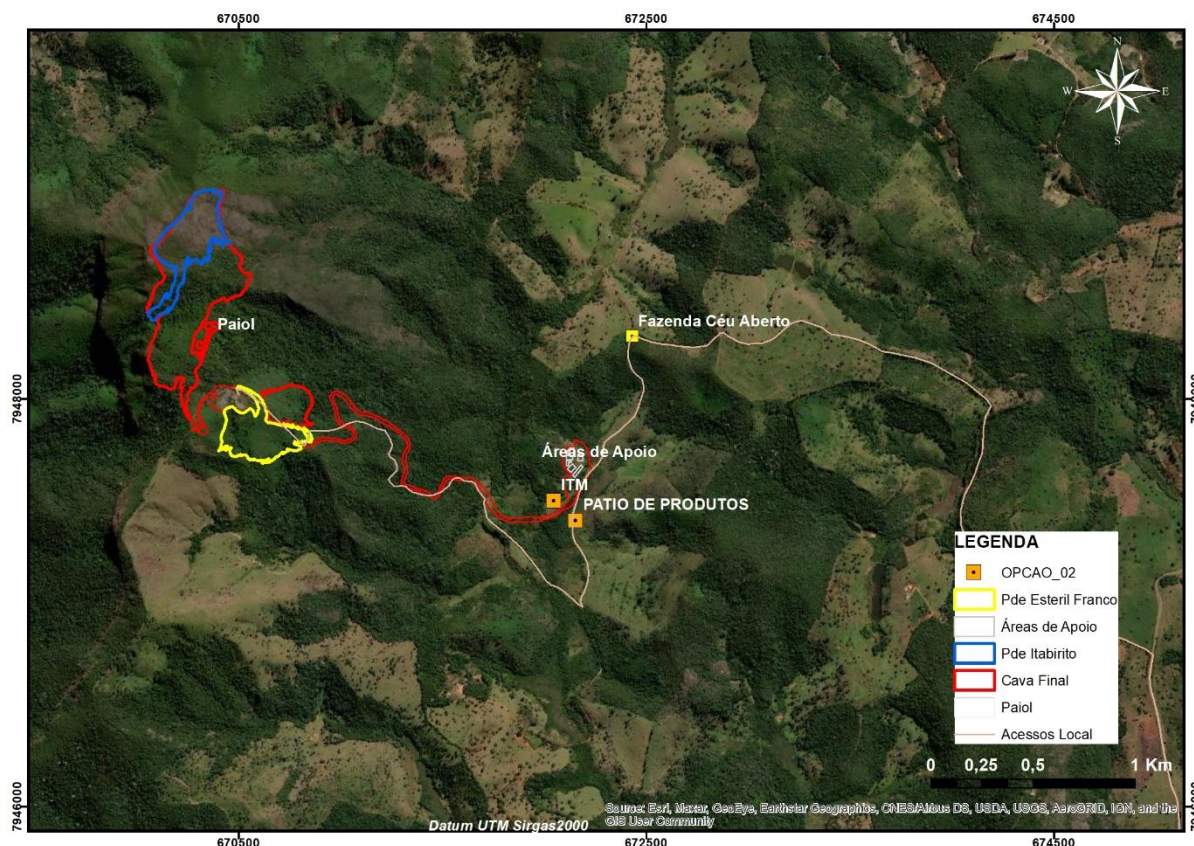 670500
672500
674500
N
W
E
S
Paiol
Fazenda Céu Aberto
7948000
7948000
Áreas de Apoio
ITM
PATIO DE PRODUTOS
LEGENDA
OPCAO_02
Pde Esteril Franco
Áreas de Apoio
Pde Itabirito
Cava Final
Paiol
Acessos Local
0 0,25 0,5 1 Km
7946000
7946000
Source: Esri, Maxar, GeoEye, Earthstar Geographics, CNES/Airbus DS, USDA, USGS, AeroGRID, IGN, and the
GIS User Community
Datum UTM Sirgas2000
670500
672500
674500